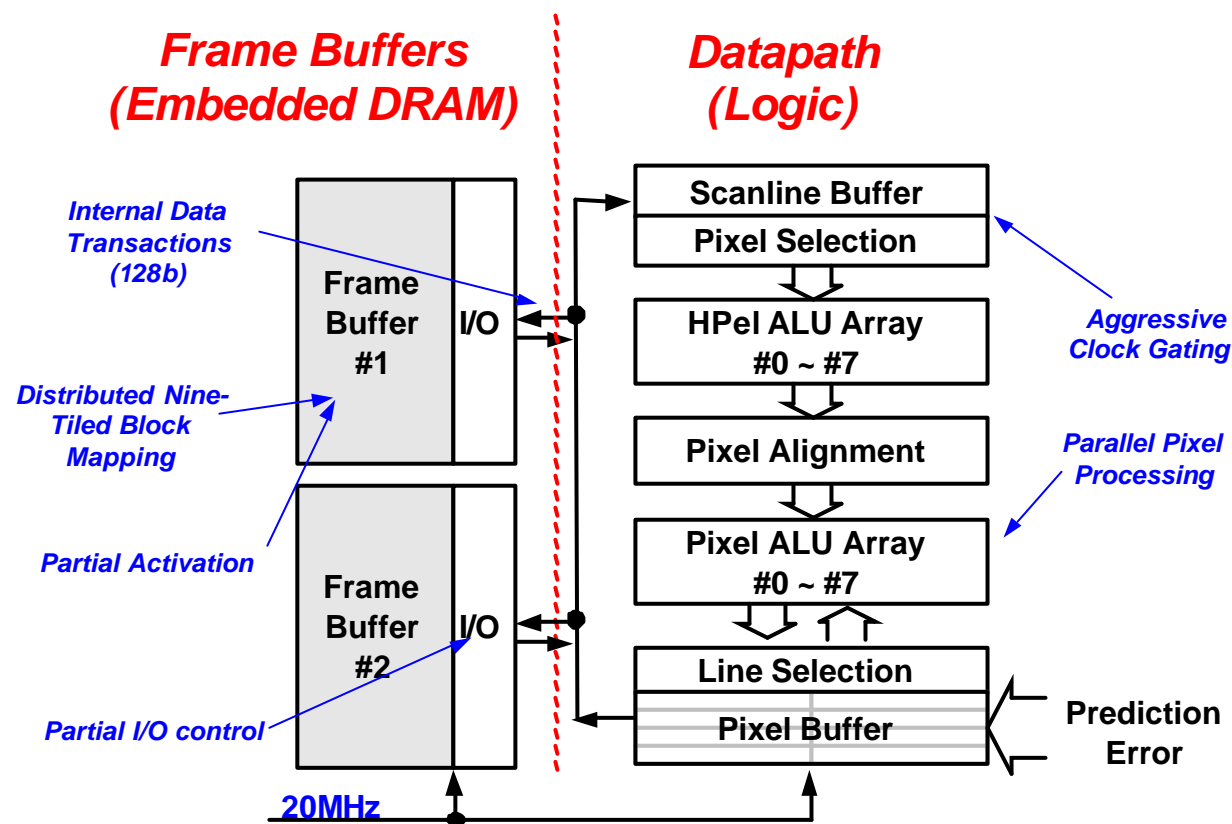 Frame Buffers
(Embedded DRAM)
Datapath
(Logic)
Internal Data
Transactions
(128b)
Distributed Nine-
Tiled Block
Mapping
Partial Activation
Partial I/O control
Frame
Buffer
#1
I/O
Frame
Buffer
#2
I/O
20MHz
Scanline Buffer
Pixel Selection
HPel ALU Array
#0 ~ #7
Pixel Alignment
Pixel ALU Array
#0 ~ #7
Line Selection
Pixel Buffer
Aggressive
Clock Gating
Parallel Pixel
Processing
Prediction
Error